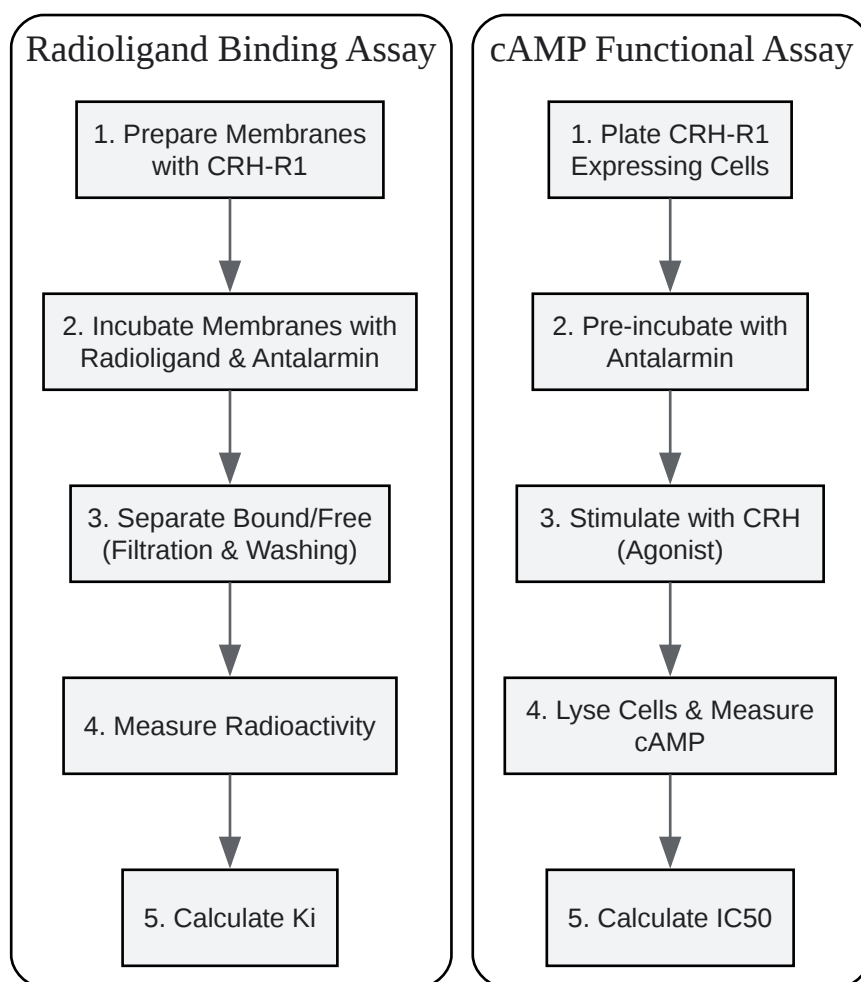 Radioligand Binding Assay
1. Prepare Membranes
with CRH-R1
2. Incubate Membranes with
Radioligand & Antalarmin
3. Separate Bound/Free
(Filtration & Washing)
4. Measure Radioactivity
5. Calculate Ki
cAMP Functional Assay
1. Plate CRH-R1
Expressing Cells
2. Pre-incubate with
Antalarmin
3. Stimulate with CRH
(Agonist)
4. Lyse Cells & Measure
cAMP
5. Calculate IC50